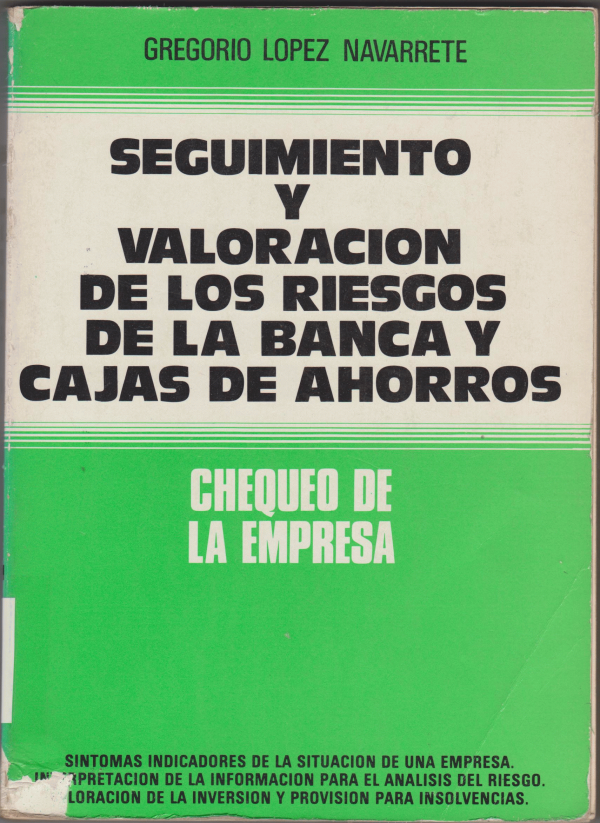 GREGORIO LOPEZ NAVARRETE
SEGUIMIENTO
Y
VALORACION
DE LOS RIESGOS
DE LA BANCA Y
CAJAS DE AHORROS
CHEQUEO DE
LA EMPRESA
SINTOMAS INDICADORES DE LA SITUACION DE UNA EMPRESA.
INTERPRETACION DE LA INFORMACION PARA EL ANALISIS DEL RIESGO.
LORACION DE LA INVERSION Y PROVISION PARA INSOLVENCIAS.